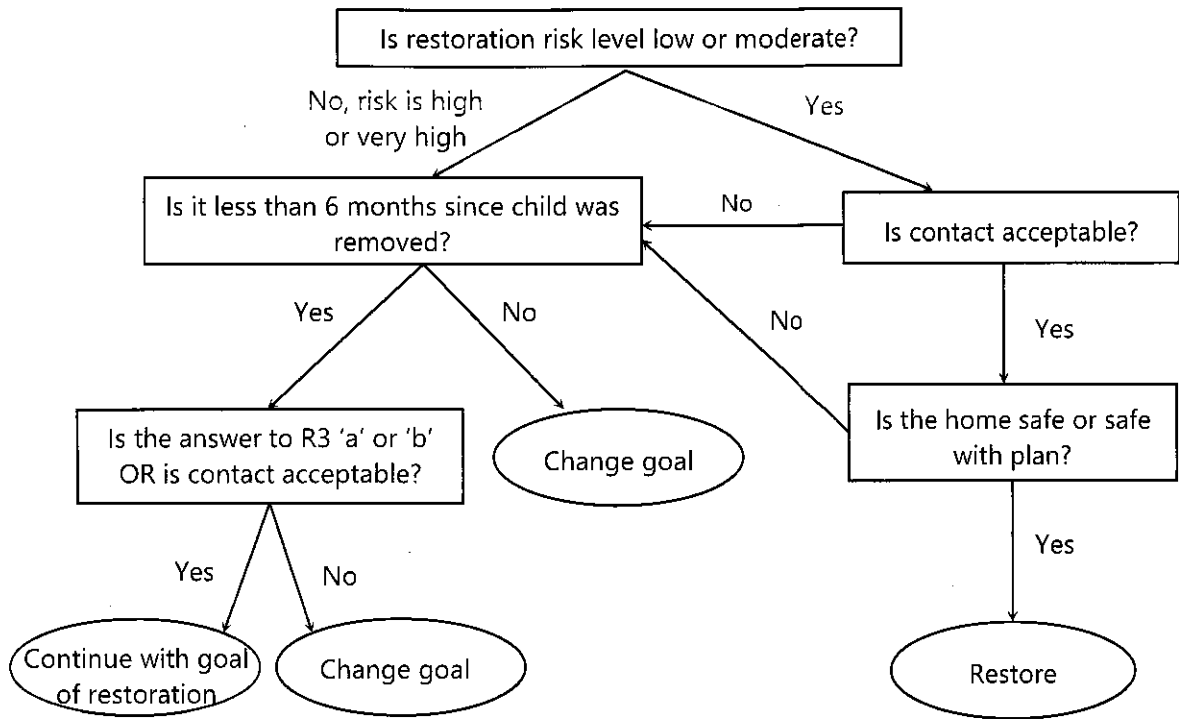 Is restoration risk level low or moderate?
No, risk is high
or very high
Yes
Is it less than 6 months since child was
removed?
No
Is contact acceptable?
Yes
No
No
Yes
Is the answer to R3 ‘a’ or ‘b’
OR is contact acceptable?
Change goal
Is the home safe or safe
with plan?
Yes
No
Yes
Continue with goal
of restoration
Change goal
Restore